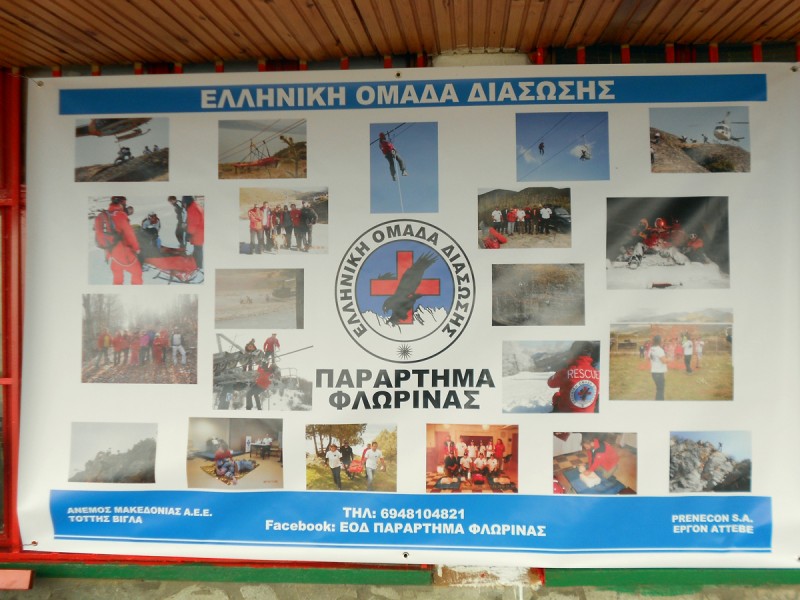 ΕΛΛΗΝΙΚΗ ΟΜΑΔΑ ΔΙΑΣΩΣΗΣ
ΕΛΛΗΝΙΚΗ ΟΜΑΔΑ ΔΙΑΣΩΣΗΣ
ΠΑΡΑΡΤΗΜΑ
ΦΛΩΡΙΝΑΣ
RESCUE
ΑΝΕΜΟΣ ΜΑΚΕΔΟΝΙΑΣ Α.Ε.Ε.
ΤΟΤΤΗΣ ΒΙΓΛΑ
ΤΗΛ: 6948104821
Facebook: ΕΟΔ ΠΑΡΑΡΤΗΜΑ ΦΛΩΡΙΝΑΣ
PRENECON S.A.
ΕΡΓΟΝ ΑΤΤΕΒΕ